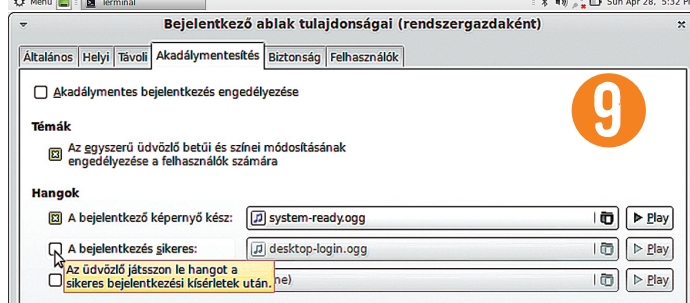 Menü Terminál Sun Apr 28, 5:32 P
Bejelentkező ablak tulajdonságai (rendszergazdaként)
Általános Helyi Távoli Akadálymentesítés Biztonság Felhasználók
Akadálymentes bejelentkezés engedélyezése
9
Témák
Az egyszerű üdvözlő betűi és színei módosításának
engedélyezése a felhasználók számára
Hangok
A bejelentkező képernyő kész: system-ready.ogg Play
A bejelentkezés sikeres: desktop-login.ogg Play
Az üdvözlő játsszon le hangot a
sikeres bejelentkezési kísérletek után. ne) Play